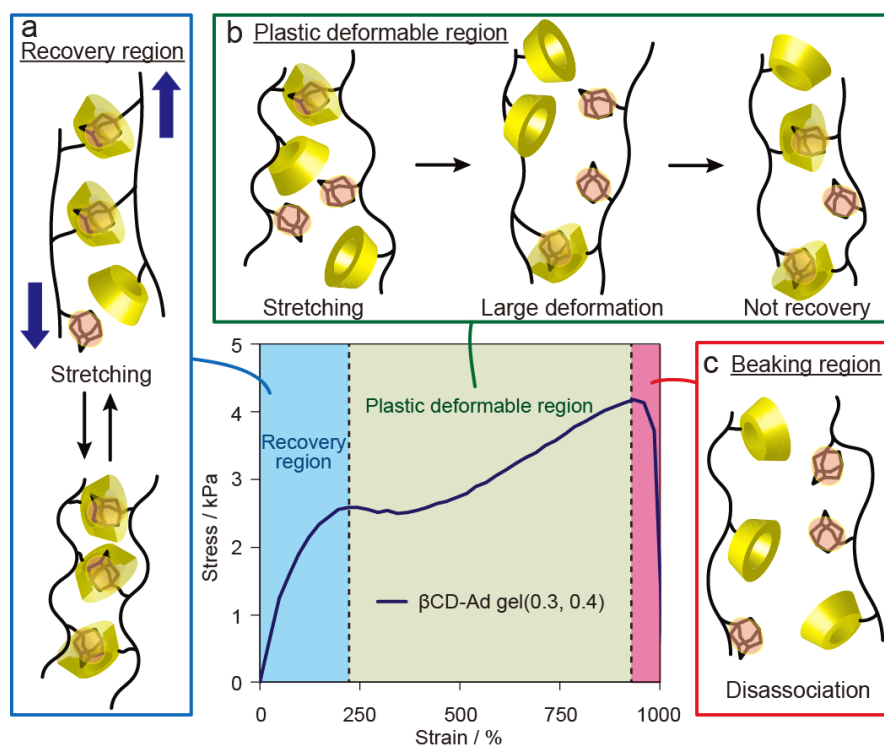 a
Recovery region
Stretching
b Plastic deformable region
Stretching
Large deformation
Not recovery
5
4
3
2
1
0
Stress / kPa
Recovery
region
Plastic deformable region
βCD-Ad gel(0.3, 0.4)
0
250
500
750
1000
Strain / %
c Beaking region
Disassociation